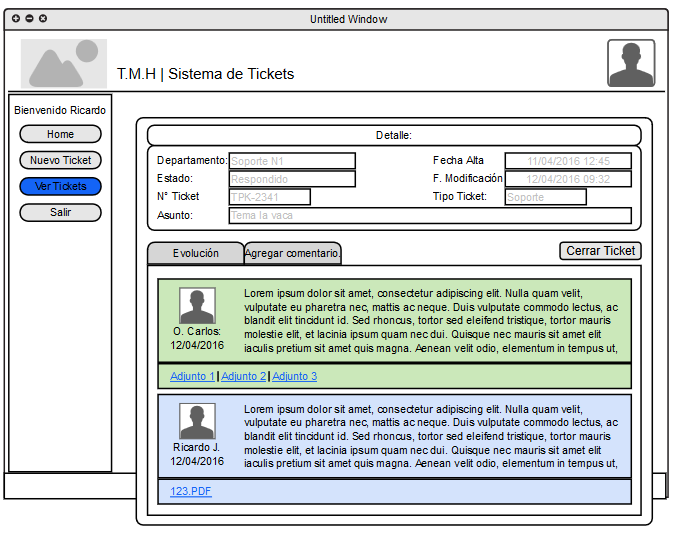 Untitled Window
T.M.H | Sistema de Tickets
Bienvenido Ricardo
Home
Nuevo Ticket
Ver Tickets
Salir
Detalle:
Departamento: Soporte N1 Fecha Alta 11/04/2016 12:45
Estado: Respondido F. Modificación 12/04/2016 09:32
N° Ticket TPK-2341 Tipo Ticket: Soporte
Asunto: Tema la vaca
Evolución Agregar comentario. Cerrar Ticket
O. Carlos:
12/04/2016
Lorem ipsum dolor sit amet, consectetur adipiscing elit. Nulla quam velit,
vulputate eu pharetra nec, mattis ac neque. Duis vulputate commodo lectus, ac
blandit elit tincidunt id. Sed rhoncus, tortor sed eleifend tristique, tortor mauris
molestie elit, et lacinia ipsum quam nec dui. Quisque nec mauris sit amet elit
iaculis pretium sit amet quis magna. Aenean velit odio, elementum in tempus ut,
Adjunto 1 | Adjunto 2 | Adjunto 3
Ricardo J.
12/04/2016
Lorem ipsum dolor sit amet, consectetur adipiscing elit. Nulla quam velit,
vulputate eu pharetra nec, mattis ac neque. Duis vulputate commodo lectus, ac
blandit elit tincidunt id. Sed rhoncus, tortor sed eleifend tristique, tortor mauris
molestie elit, et lacinia ipsum quam nec dui. Quisque nec mauris sit amet elit
iaculis pretium sit amet quis magna. Aenean velit odio, elementum in tempus ut,
123.PDF